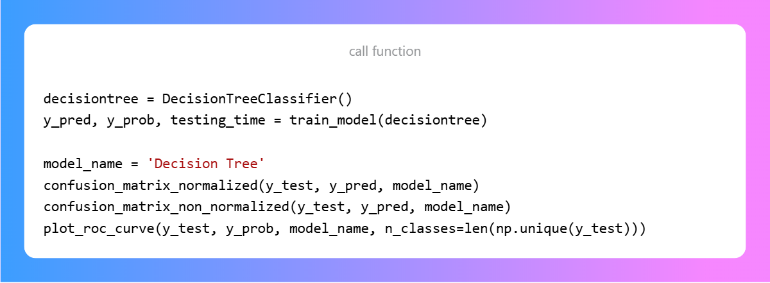 call function
decisiontree = DecisionTreeClassifier()
y_pred, y_prob, testing_time = train_model(decisiontree)
model_name = 'Decision Tree'
confusion_matrix_normalized(y_test, y_pred, model_name)
confusion_matrix_non_normalized(y_test, y_pred, model_name)
plot_roc_curve(y_test, y_prob, model_name, n_classes=len(np.unique(y_test)))